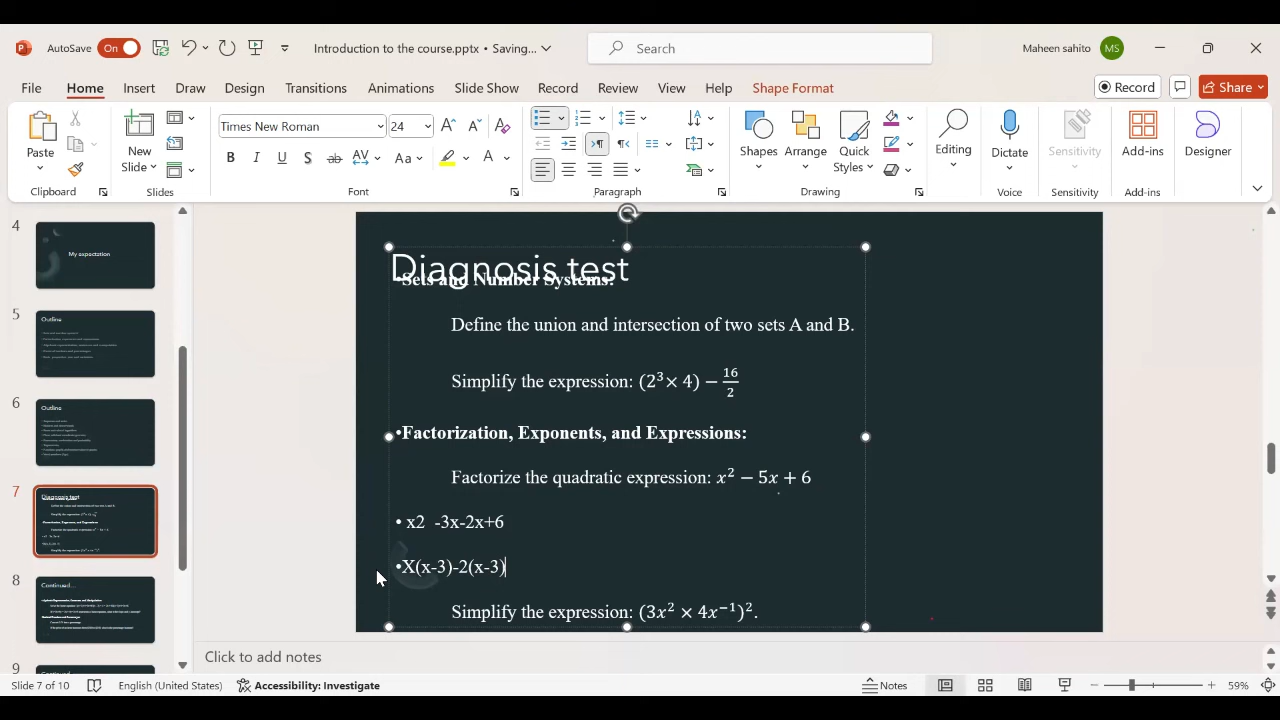 AutoSave On Introduction to the course.pptx • Saving... Search Maheen sahito MS
File Home Insert Draw Design Transitions Animations Slide Show Record Review View Help Shape Format Record Share
Paste New Slide Times New Roman 24 Shapes Arrange Quick Styles Editing Dictate Sensitivity Add-ins Designer
B I U S ab AV Aa A
Clipboard Slides Font Paragraph Drawing Voice Sensitivity Add-ins
4 My expectation
5 Outline
6 Outline
7 Diagnosis test
8 Continued...
9
Diagnosis test
•Sets and Number Systems:
Define the union and intersection of two sets A and B.
Simplify the expression: (2³× 4) − 16/2
Exponents, and Expressions
Factorize the quadratic expression: x² − 5x + 6
• x2 -3x-2x+6
•X(x-3)-2(x-3)
Simplify the expression: (3x² × 4x⁻¹)²
Click to add notes
Slide 7 of 10 English (United States) Accessibility: Investigate Notes 59%